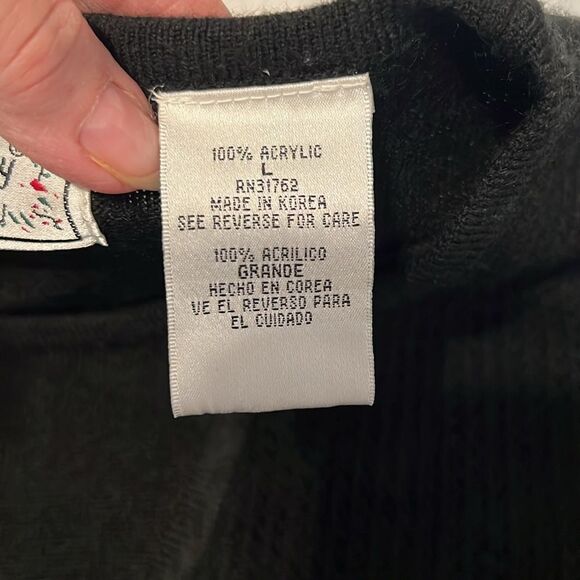 100% ACRYLIC
L
RN31762
MADE IN KOREA
SEE REVERSE FOR CARE
100% ACRILICO
GRANDE
HECHO EN COREA
VE EL REVERSO PARA
EL CUIDADO